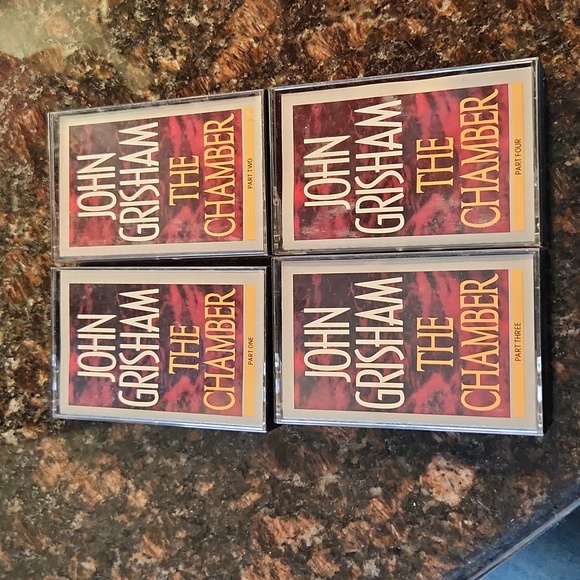 JOHN
GRISHAM
THE
CHAMBER
PART TWO
JOHN
GRISHAM
THE
CHAMBER
PART FOUR
JOHN
GRISHAM
THE
CHAMBER
PART ONE
JOHN
GRISHAM
THE
CHAMBER
PART THREE